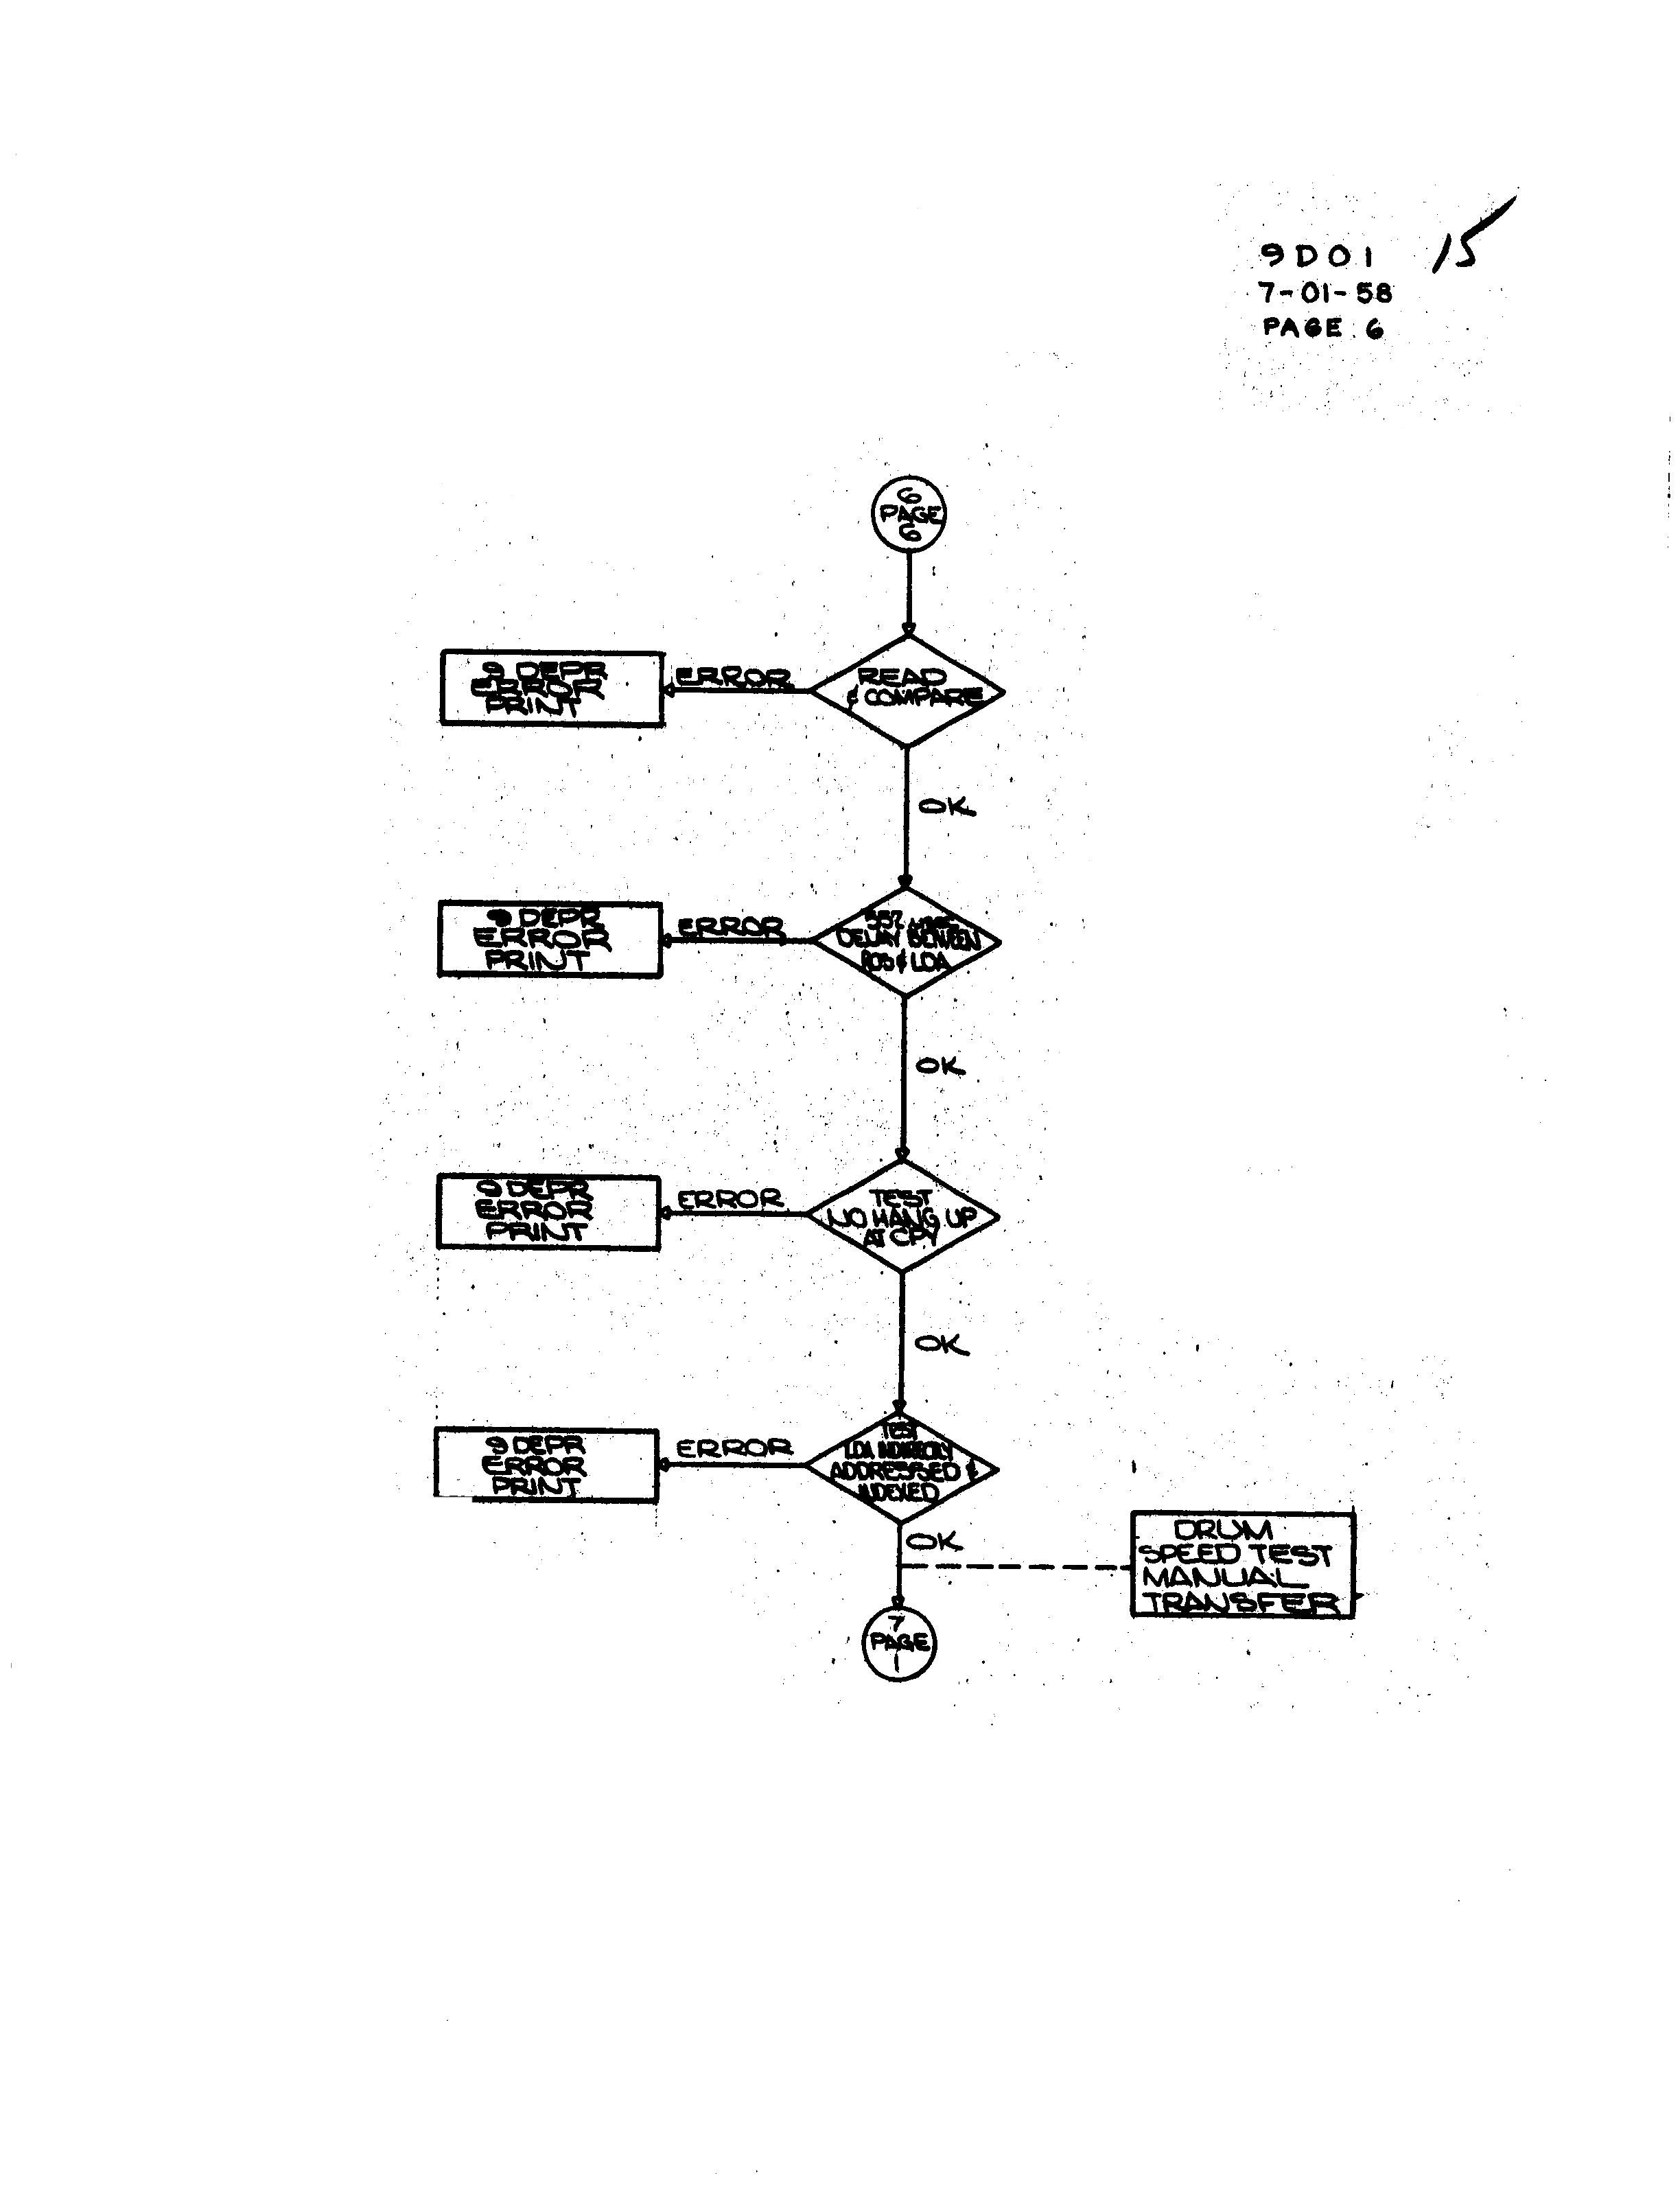 9D01 15
7-01-58
PAGE 6
6
PAGE
6
9 DEPR
ERROR
PRINT
ERROR
READ
& COMPARE
OK
9 DEPR
ERROR
PRINT
ERROR
DELAY BETWEEN
& LDA
OK
9 DEPR
ERROR
PRINT
ERROR
TEST
NO HANG UP
AT CPY
OK
9 DEPR
ERROR
PRINT
ERROR
TEST
LDA INDIRECTLY
ADDRESSED &
INDEXED
OK
DRUM
SPEED TEST
MANUAL
TRANSFER
7
PAGE
1